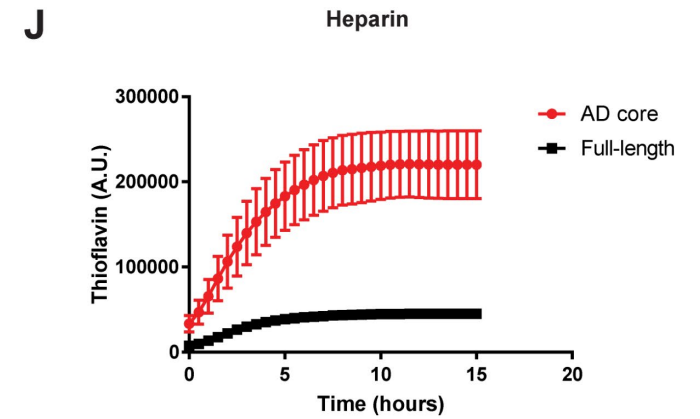 J
Heparin
300000
200000
100000
0
Thioflavin (A.U.)
0 5 10 15 20
Time (hours)
AD core
Full-length